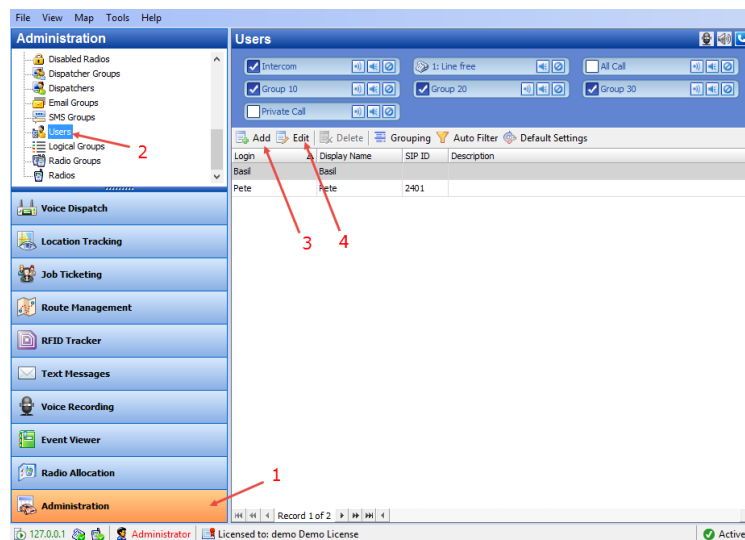 File View Map Tools Help
Administration
Users
Disabled Radios
Dispatcher Groups
Dispatchers
Email Groups
SMS Groups
Users
Logical Groups
Radio Groups
Radios
2
Intercom
1: Line free
All Call
Group 10
Group 20
Group 30
Private Call
Add Edit Delete Grouping Auto Filter Default Settings
Login Display Name SIP ID Description
Basil Basil
Pete Pete 2401
3 4
Voice Dispatch
Location Tracking
Job Ticketing
Route Management
RFID Tracker
Text Messages
Voice Recording
Event Viewer
Radio Allocation
Administration
1
Record 1 of 2
127.0.0.1 Administrator Licensed to: demo Demo License Active